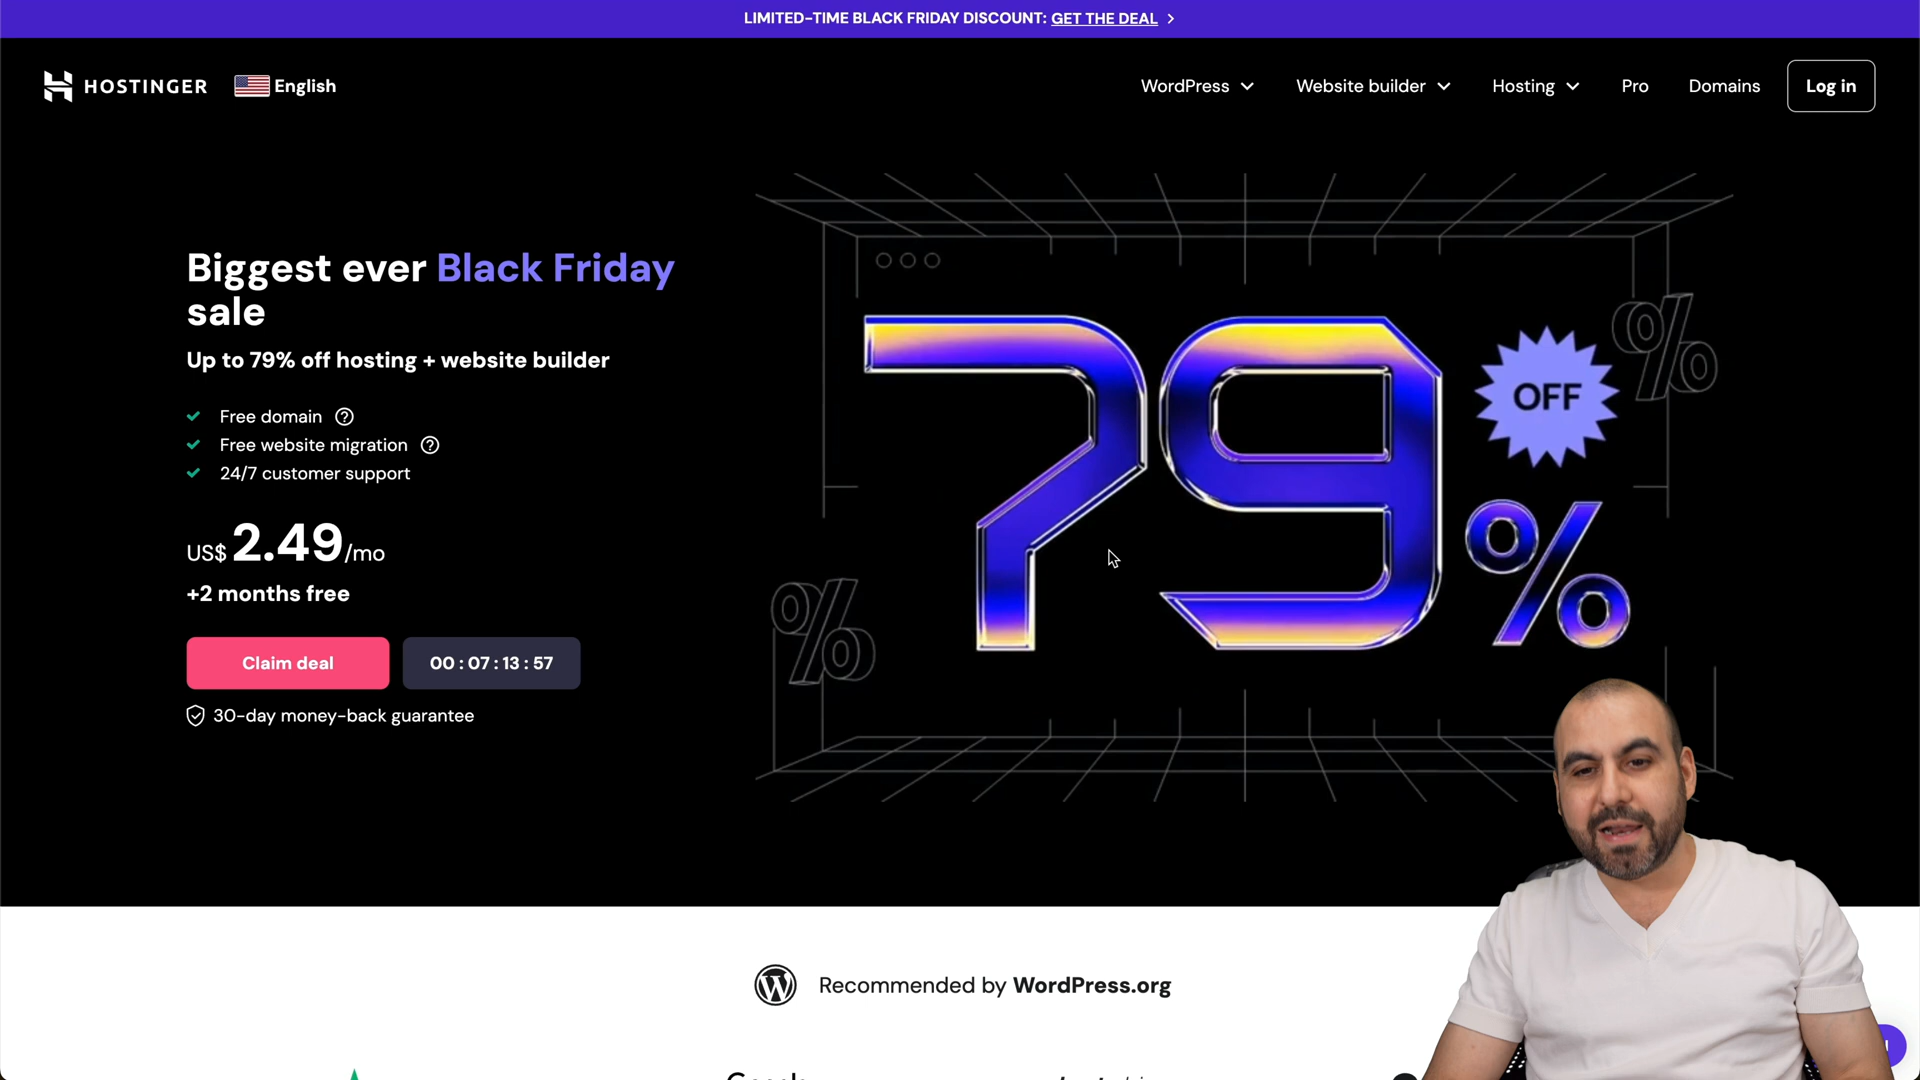 LIMITED-TIME BLACK FRIDAY DISCOUNT: GET THE DEAL
HOSTINGER English WordPress Website builder Hosting Pro Domains Log in
Biggest ever Black Friday
sale
Up to 79% off hosting + website builder
Free domain
Free website migration
24/7 customer support
US$ 2.49/mo
+2 months free
Claim deal 00 : 07 : 13 : 57
30-day money-back guarantee
79% OFF
Recommended by WordPress.org